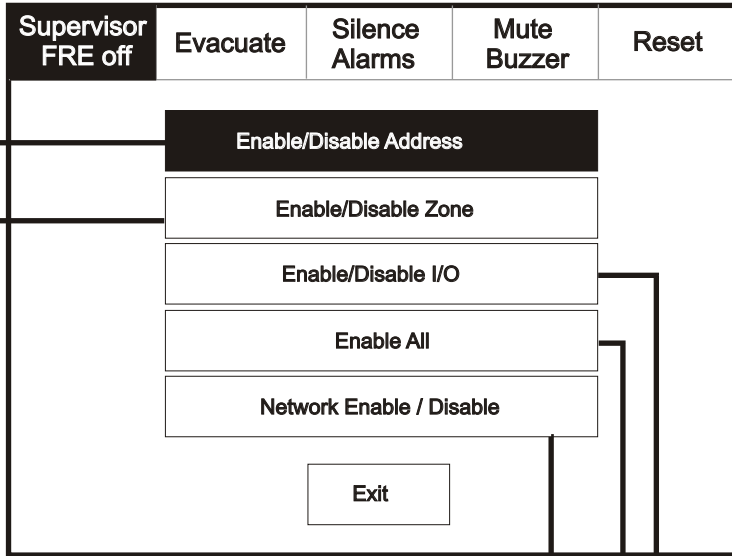 Supervisor
FRE off
Evacuate
Silence
Alarms
Mute
Buzzer
Reset
Enable/Disable Address
Enable/Disable Zone
Enable/Disable I/O
Enable All
Network Enable / Disable
Exit